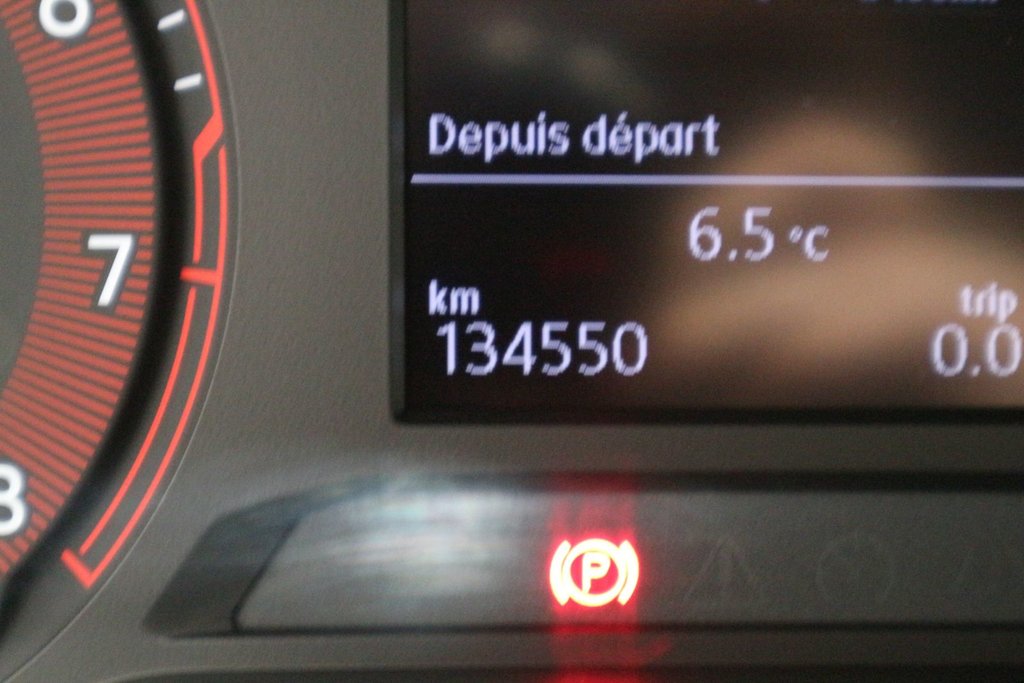 6
7
8
Depuis départ
6.5 °C
km
trip
134550
0.0
P